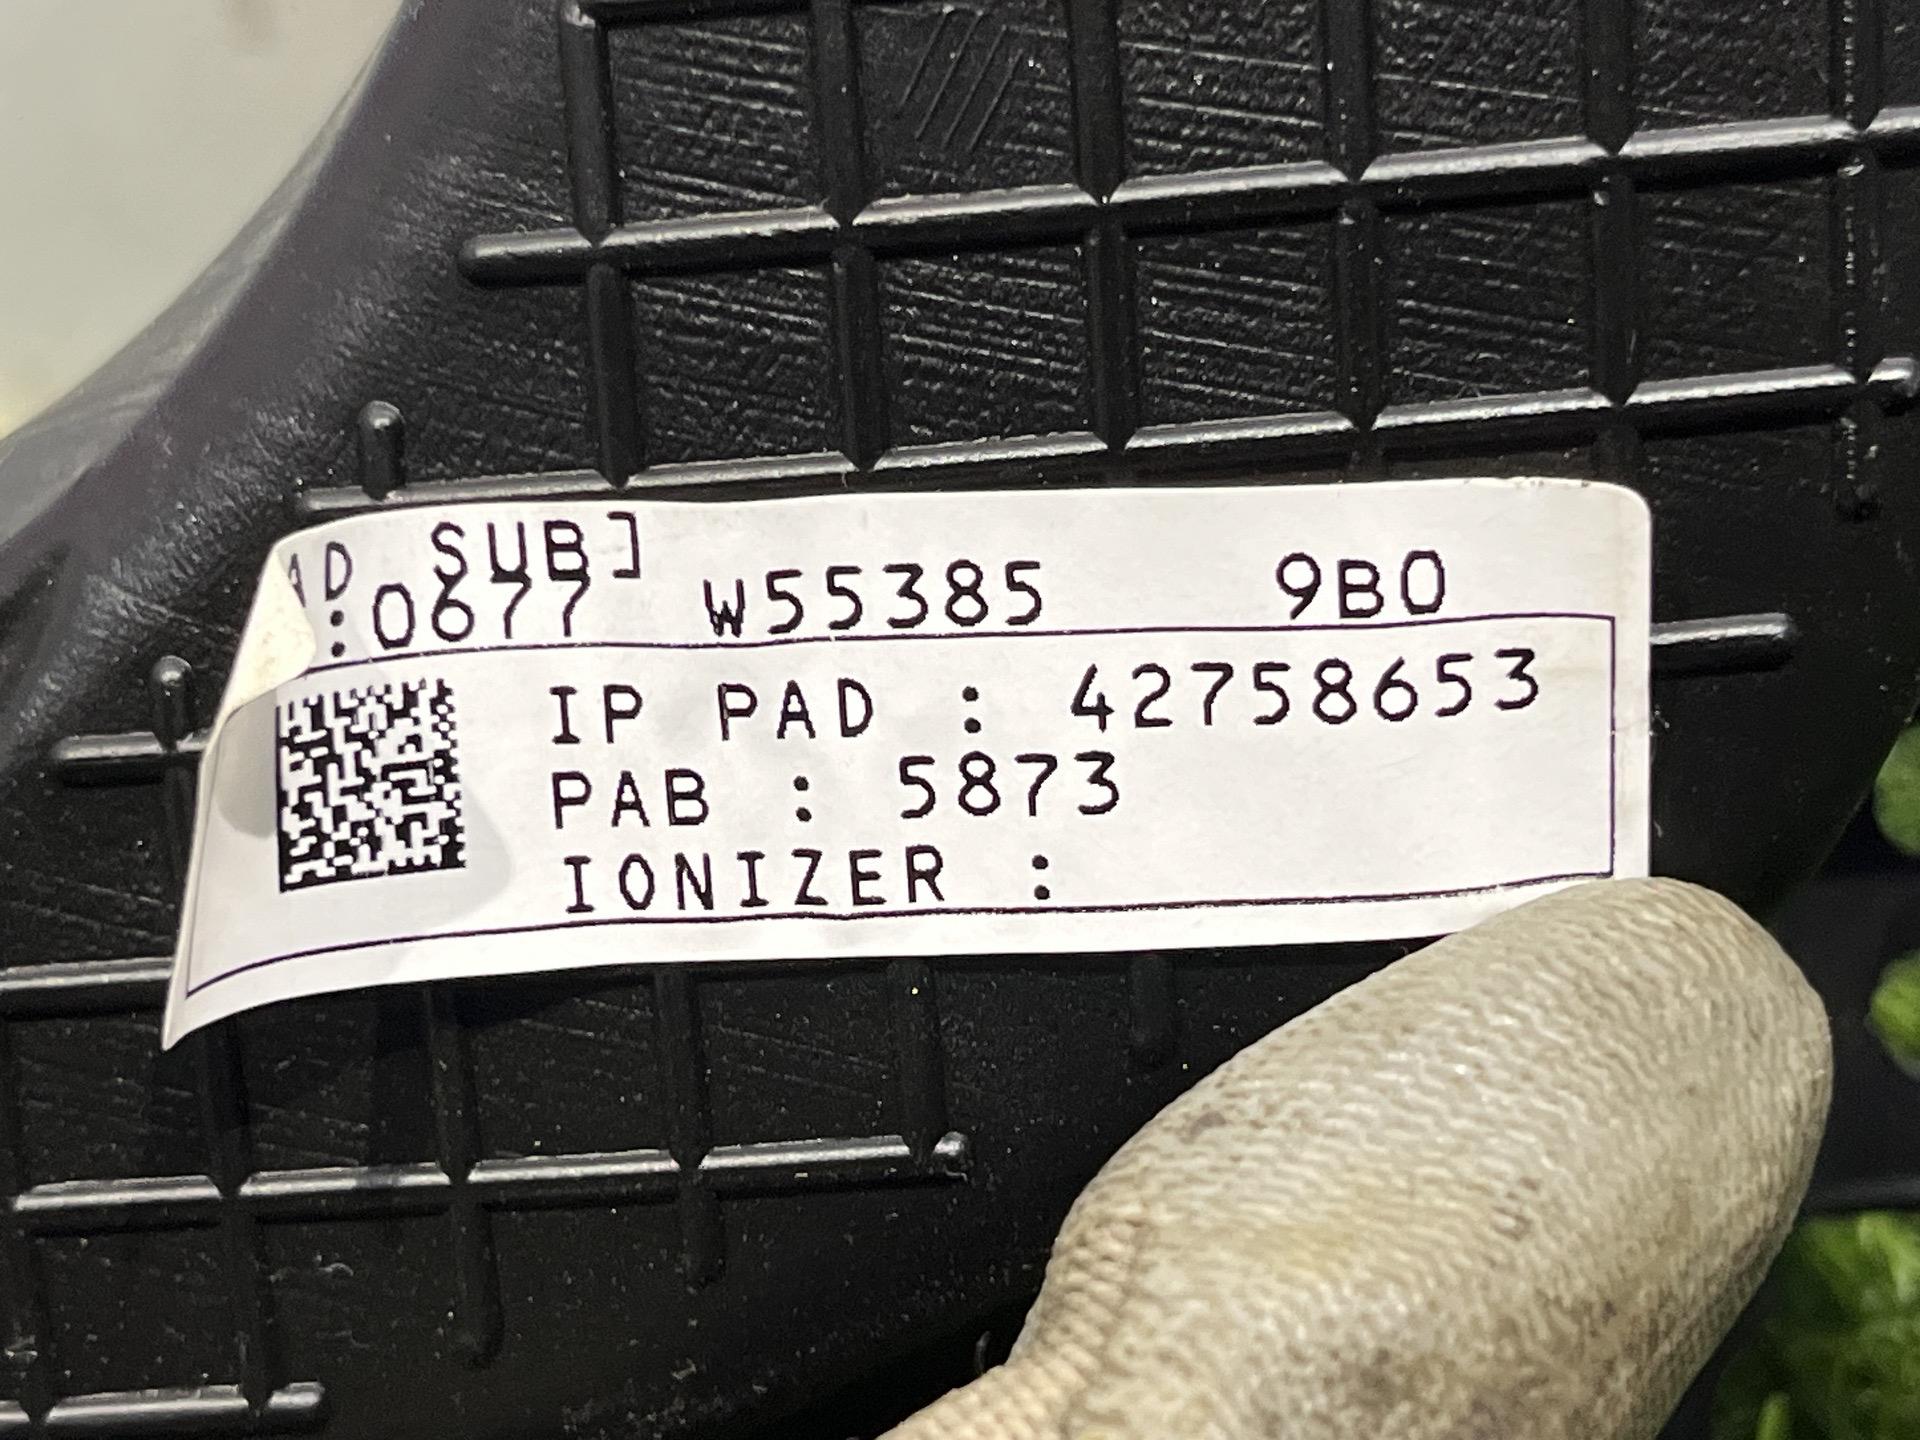 AD SUB]
:0677 W55385 9B0
IP PAD : 42758653
PAB : 5873
IONIZER :